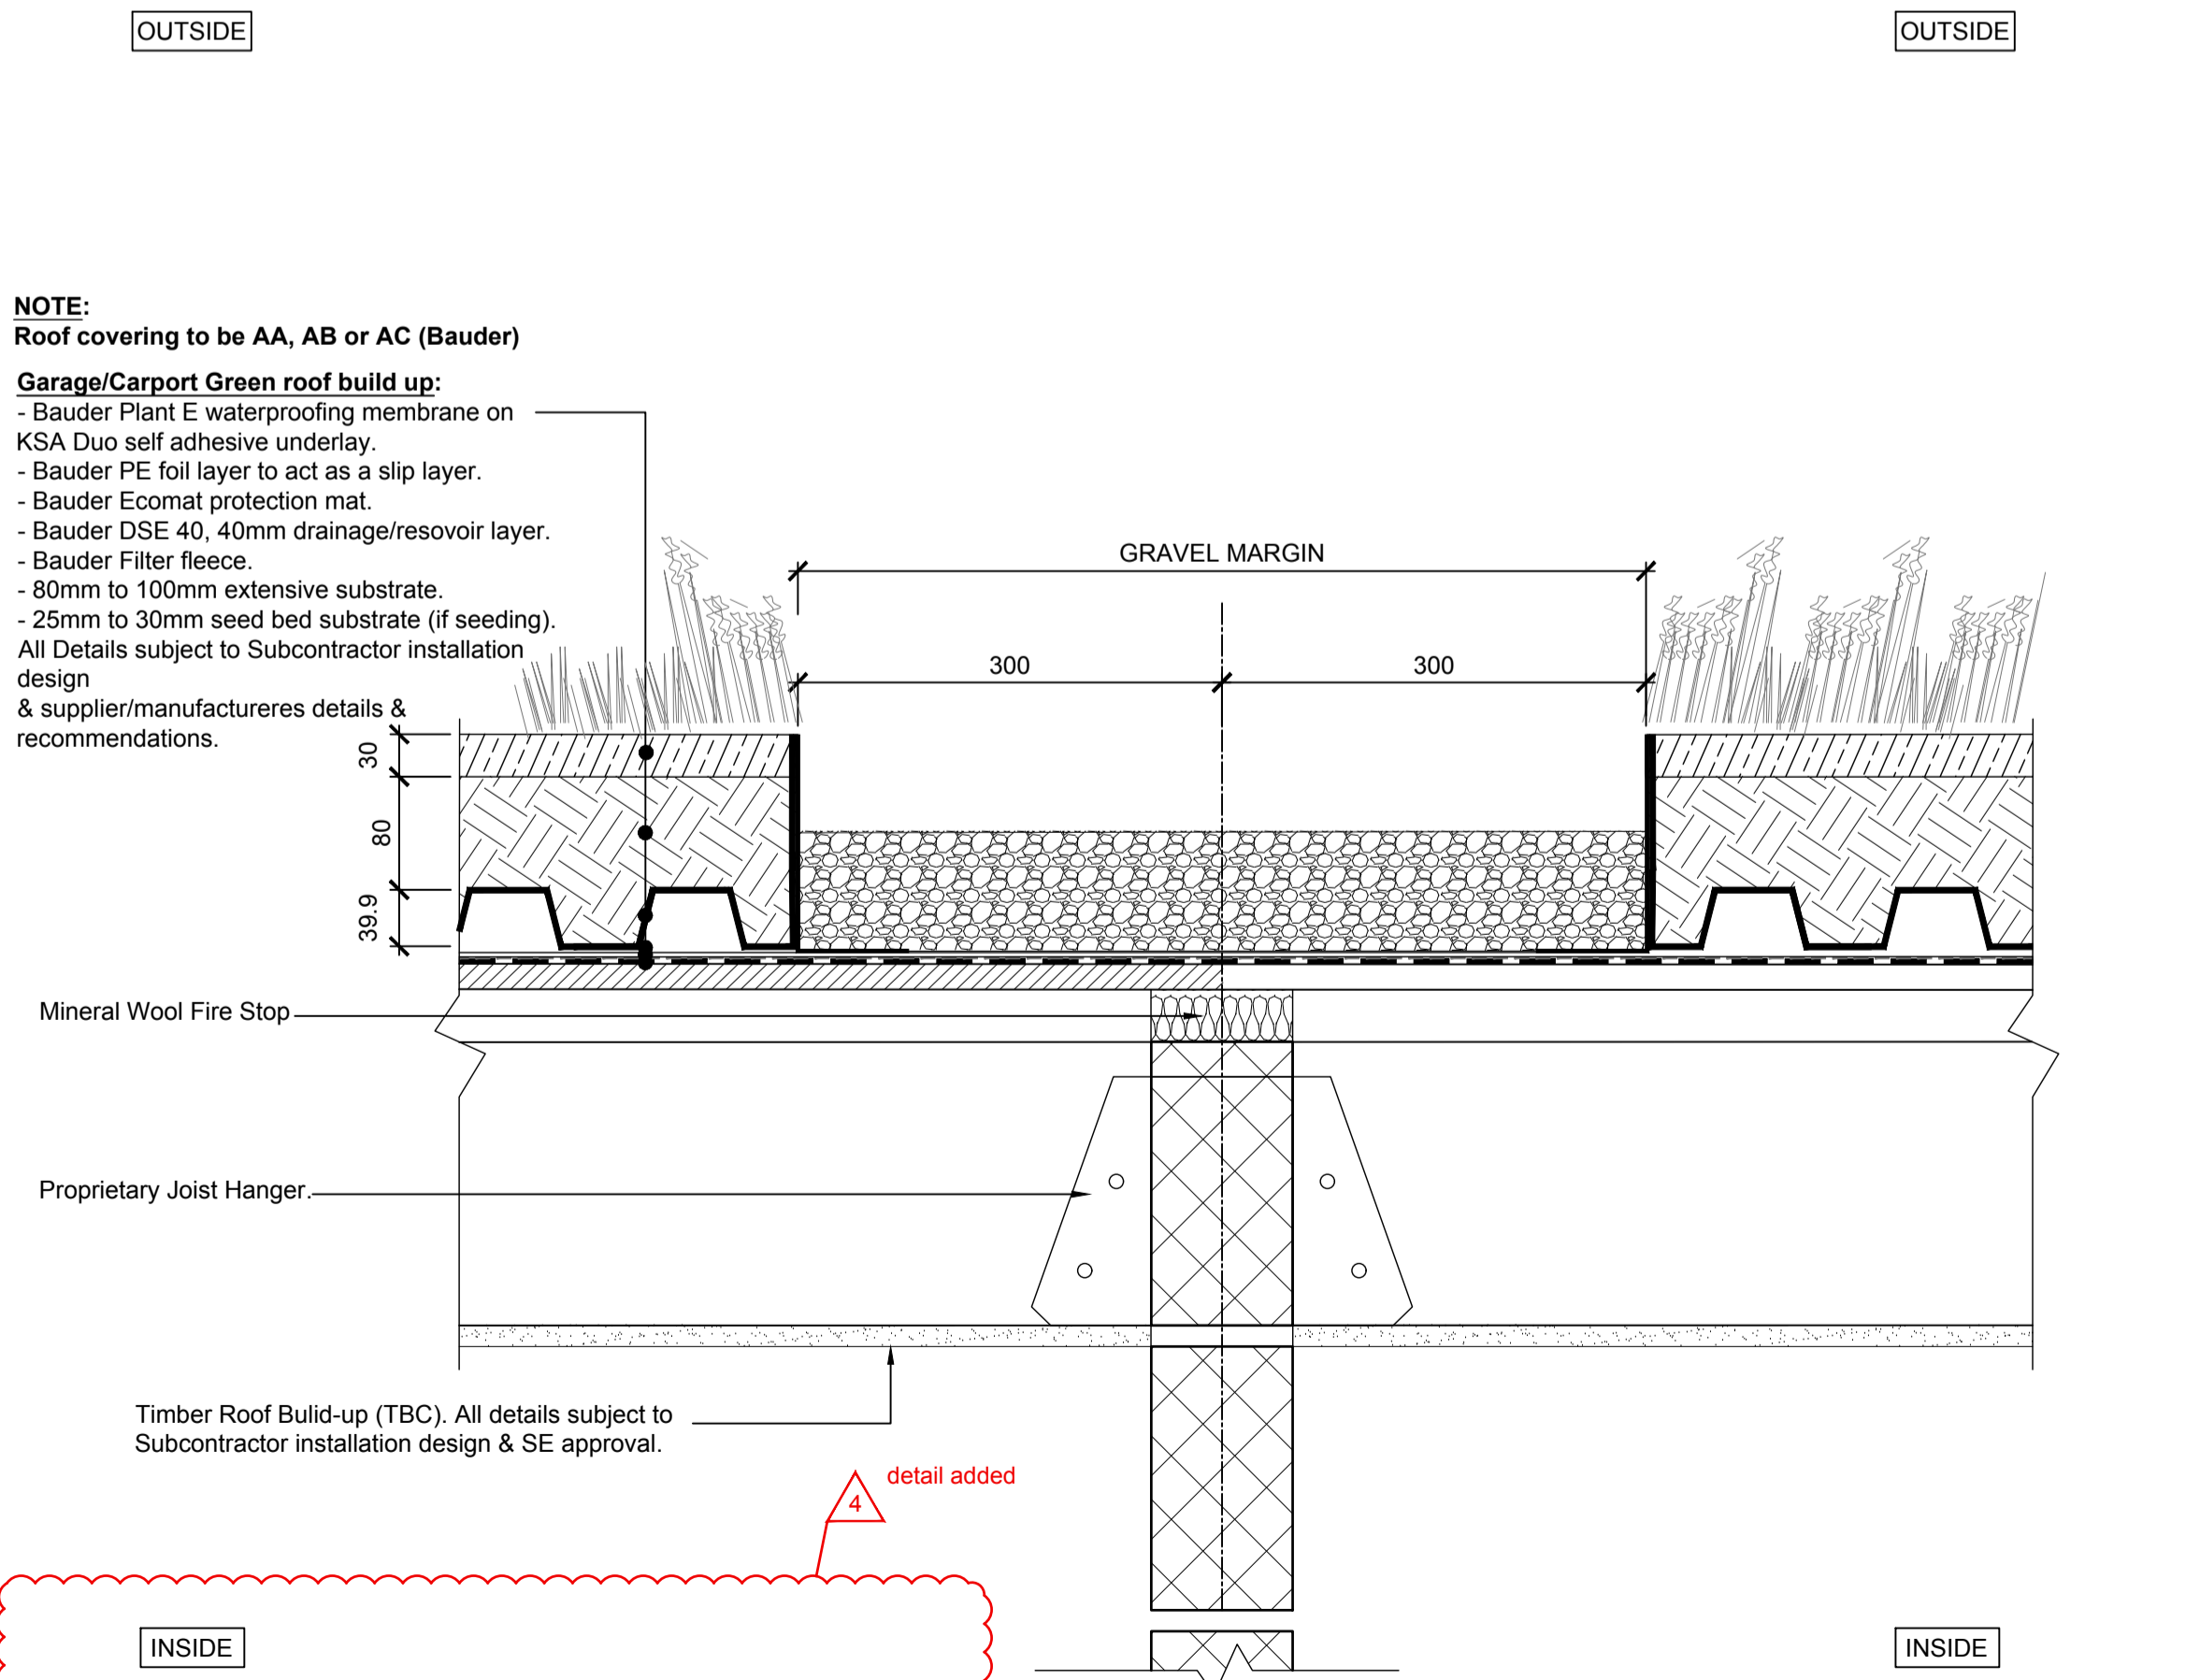 OUTSIDE
OUTSIDE
NOTE:
Roof covering to be AA, AB or AC (Bauder)
Garage/Carport Green roof build up:
- Bauder Plant E waterproofing membrane on
KSA Duo self adhesive underlay.
- Bauder PE foil layer to act as a slip layer.
- Bauder Ecomat protection mat.
- Bauder DSE 40, 40mm drainage/resovoir layer.
- Bauder Filter fleece.
- 80mm to 100mm extensive substrate.
- 25mm to 30mm seed bed substrate (if seeding).
All Details subject to Subcontractor installation
design
& supplier/manufactureres details &
recommendations.
GRAVEL MARGIN
300
300
30
80
39.9
Mineral Wool Fire Stop
Proprietary Joist Hanger.
Timber Roof Bulid-up (TBC). All details subject to
Subcontractor installation design & SE approval.
detail added
4
INSIDE
INSIDE